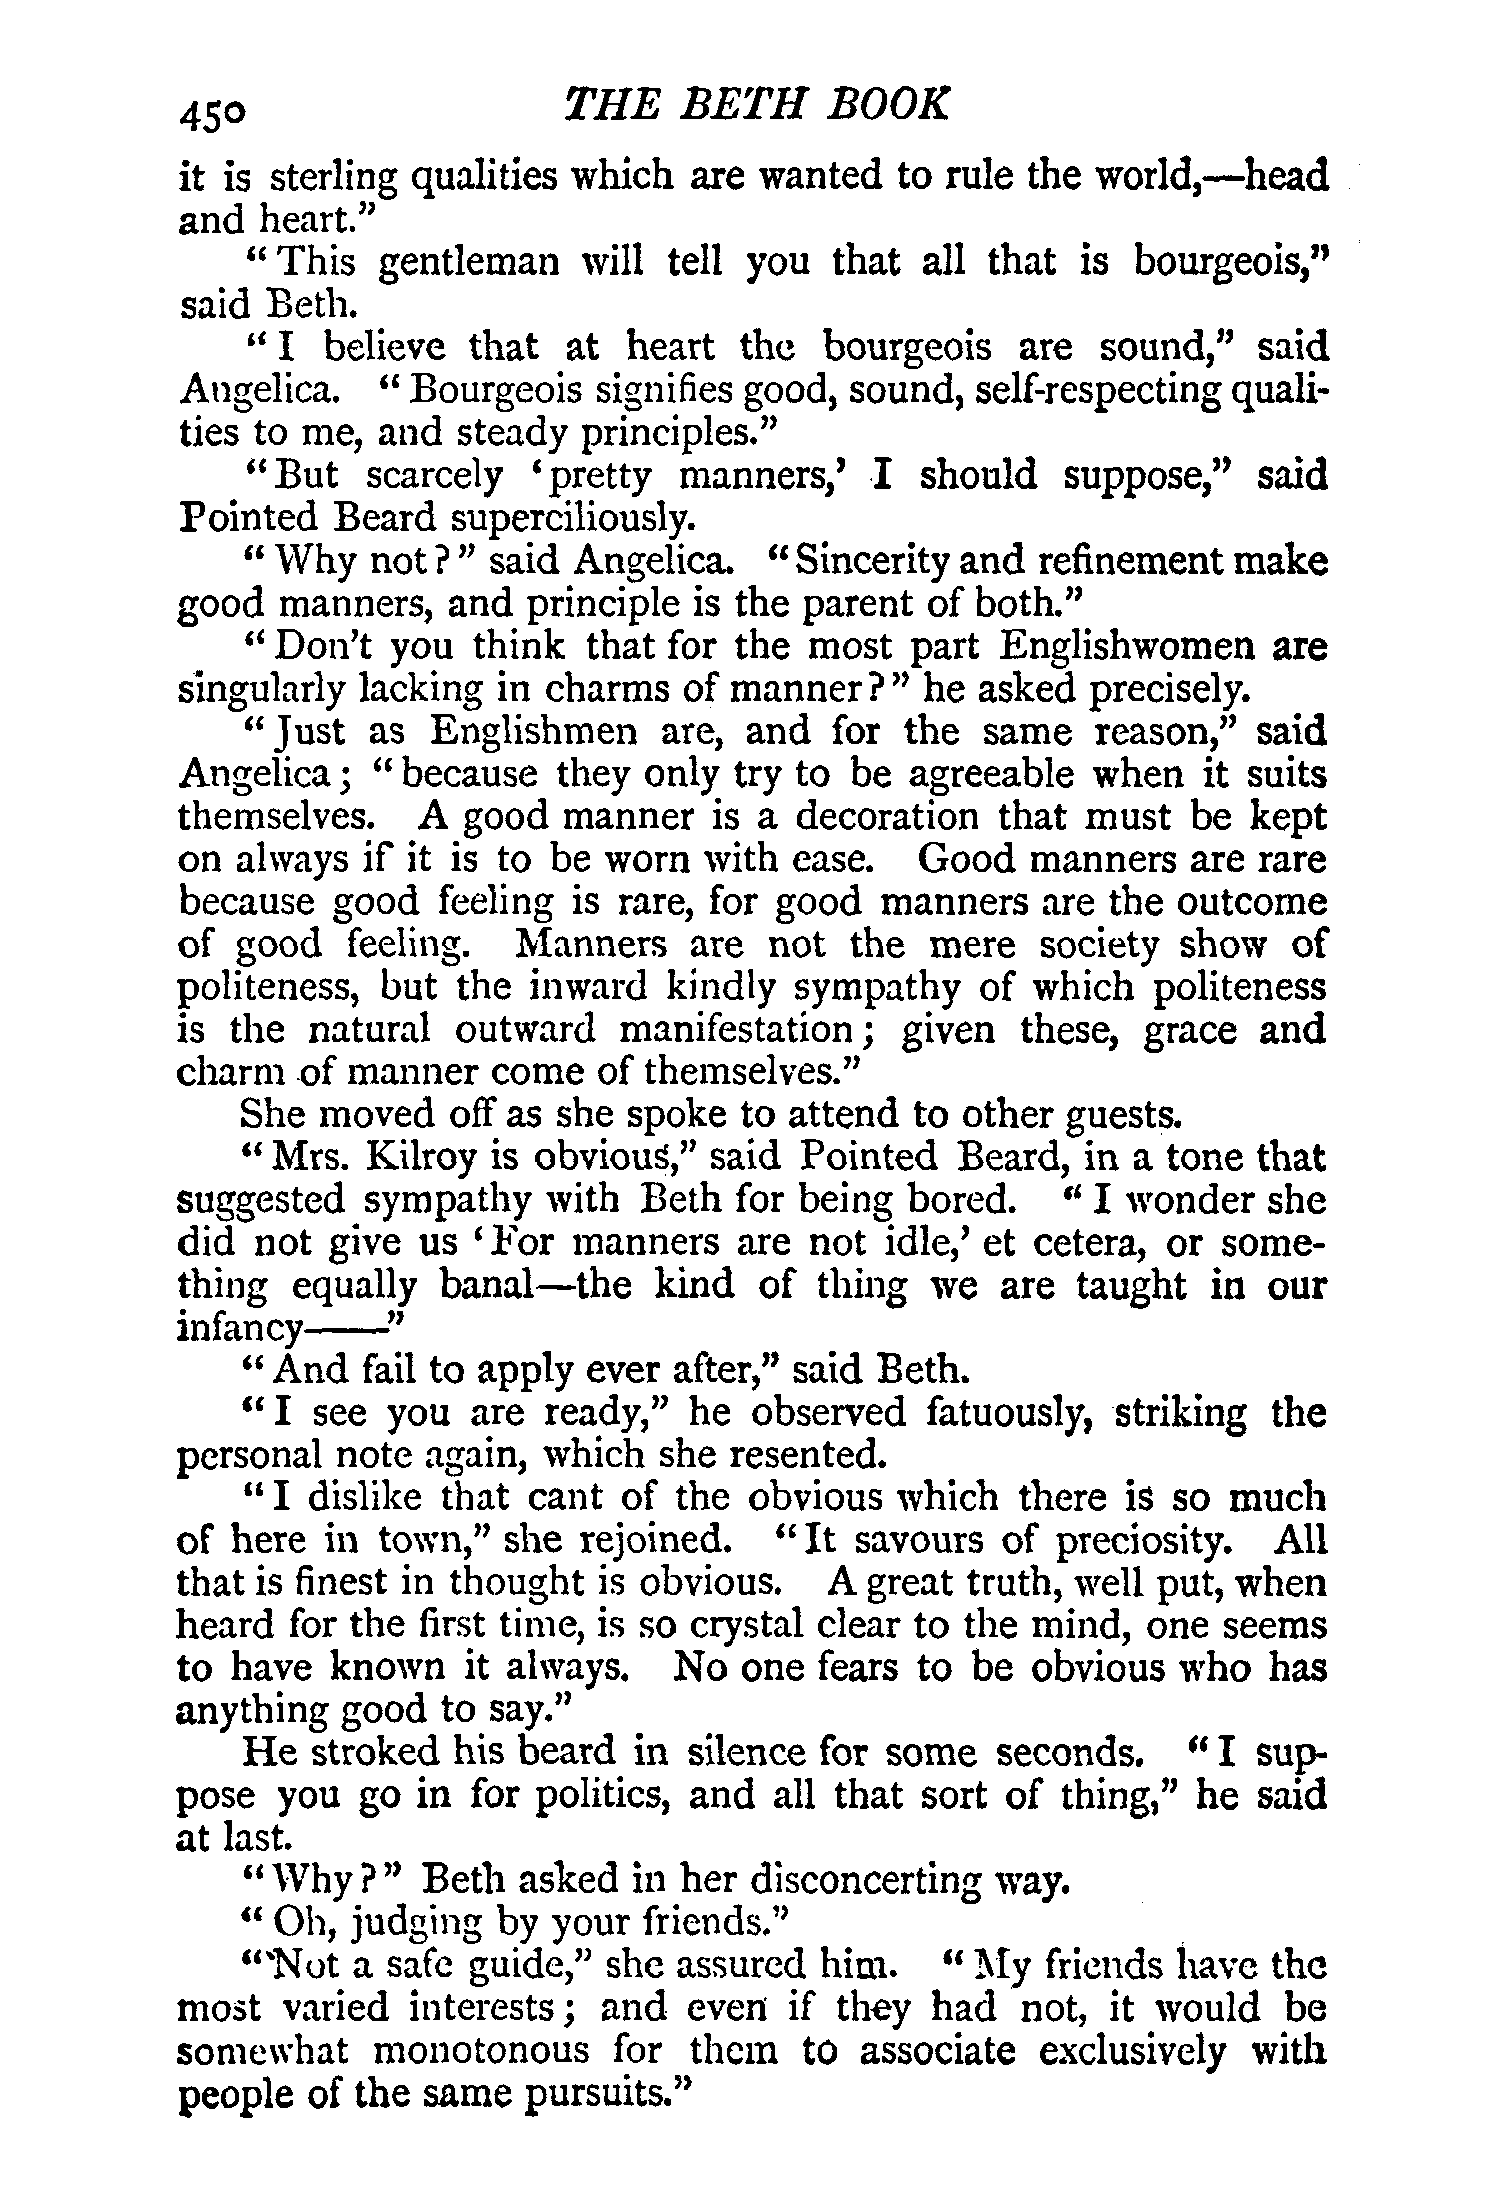 450 THE BETH BOOK
it is sterling qualities which are wanted to rule the world,—head
and heart."
"This gentleman will tell you that all that is bourgeois,"
said Beth.
"I believe that at heart the bourgeois are sound," said
Angelica. "Bourgeois signifies good, sound, self-respecting quali-
ties to me, and steady principles."
"But scarcely 'pretty manners,' I should suppose," said
Pointed Beard superciliously.
"Why not?" said Angelica. "Sincerity and refinement make
good manners, and principle is the parent of both."
"Don't you think that for the most part Englishwomen are
singularly lacking in charms of manner?" he asked precisely.
"Just as Englishmen are, and for the same reason," said
Angelica; "because they only try to be agreeable when it suits
themselves. A good manner is a decoration that must be kept
on always if it is to be worn with ease. Good manners are rare
because good feeling is rare, for good manners are the outcome
of good feeling. Manners are not the mere society show of
politeness, but the inward kindly sympathy of which politeness
is the natural outward manifestation; given these, grace and
charm of manner come of themselves."
She moved off as she spoke to attend to other guests.
"Mrs. Kilroy is obvious," said Pointed Beard, in a tone that
suggested sympathy with Beth for being bored. "I wonder she
did not give us 'For manners are not idle,' et cetera, or some-
thing equally banal—the kind of thing we are taught in our
infancy——"
"And fail to apply ever after," said Beth.
"I see you are ready," he observed fatuously, striking the
personal note again, which she resented.
"I dislike that cant of the obvious which there is so much
of here in town," she rejoined. "It savours of preciosity. All
that is finest in thought is obvious. A great truth, well put, when
heard for the first time, is so crystal clear to the mind, one seems
to have known it always. No one fears to be obvious who has
anything good to say."
He stroked his beard in silence for some seconds. "I sup-
pose you go in for politics, and all that sort of thing," he said
at last.
"Why?" Beth asked in her disconcerting way.
"Oh, judging by your friends."
"Not a safe guide," she assured him. "My friends have the
most varied interests; and even if they had not, it would be
somewhat monotonous for them to associate exclusively with
people of the same pursuits."